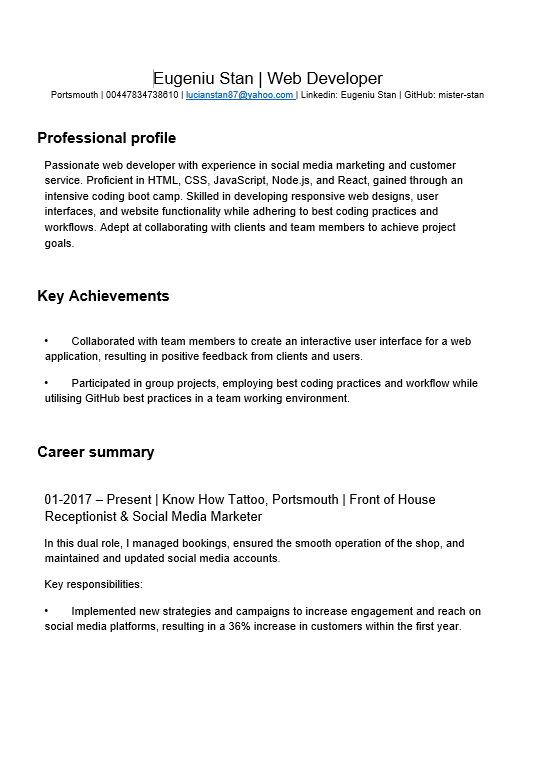 Eugeniu Stan | Web Developer
Portsmouth | 00447834738610 | lucianstan87@yahoo.com | Linkedin: Eugeniu Stan | GitHub: mister-stan
Professional profile
Passionate web developer with experience in social media marketing and customer
service. Proficient in HTML, CSS, JavaScript, Node.js, and React, gained through an
intensive coding boot camp. Skilled in developing responsive web designs, user
interfaces, and website functionality while adhering to best coding practices and
workflows. Adept at collaborating with clients and team members to achieve project
goals.
Key Achievements
• Collaborated with team members to create an interactive user interface for a web
application, resulting in positive feedback from clients and users.
• Participated in group projects, employing best coding practices and workflow while
utilising GitHub best practices in a team working environment.
Career summary
01-2017 – Present | Know How Tattoo, Portsmouth | Front of House
Receptionist & Social Media Marketer
In this dual role, I managed bookings, ensured the smooth operation of the shop, and
maintained and updated social media accounts.
Key responsibilities:
• Implemented new strategies and campaigns to increase engagement and reach on
social media platforms, resulting in a 36% increase in customers within the first year.